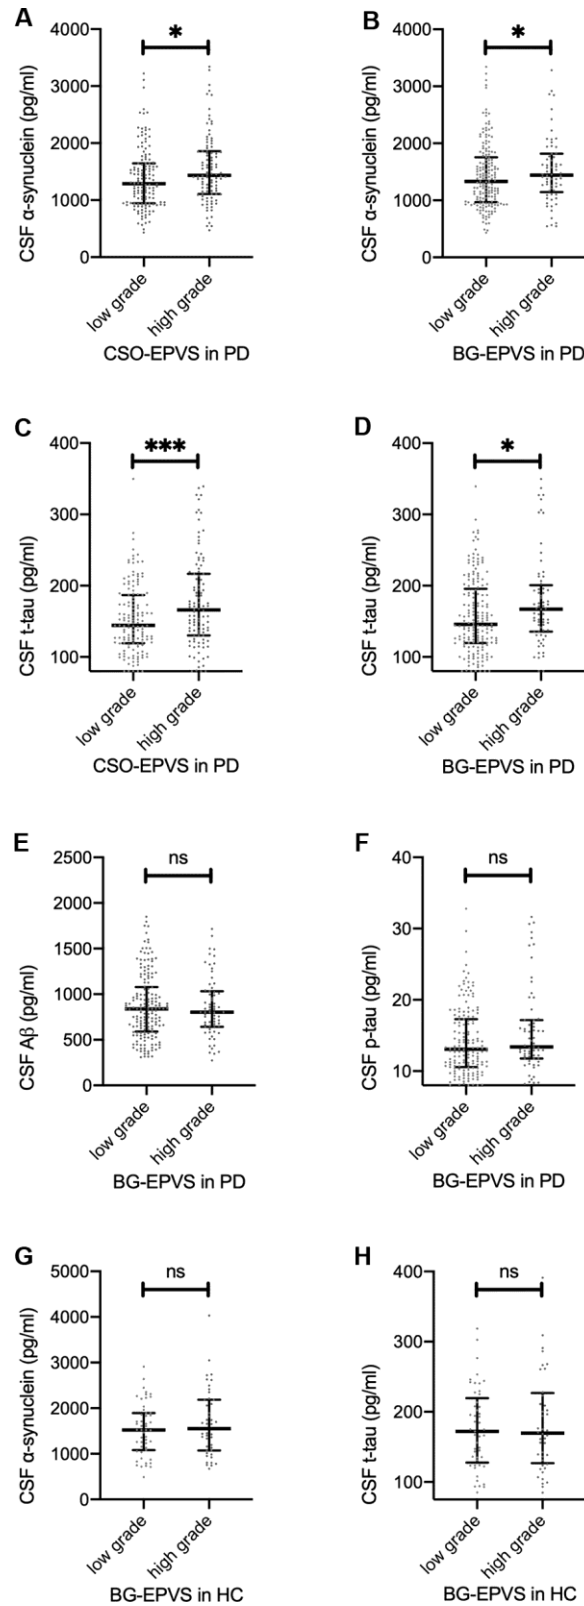 A
*
CSF α-synuclein (pg/ml)
4000
3000
2000
1000
0
low grade
high grade
CSO-EPVS in PD
B
*
CSF α-synuclein (pg/ml)
4000
3000
2000
1000
0
low grade
high grade
BG-EPVS in PD
C
***
CSF t-tau (pg/ml)
400
300
200
100
low grade
high grade
CSO-EPVS in PD
D
*
CSF t-tau (pg/ml)
400
300
200
100
low grade
high grade
BG-EPVS in PD
E
ns
CSF Aβ (pg/ml)
2500
2000
1500
1000
500
0
low grade
high grade
BG-EPVS in PD
F
ns
CSF p-tau (pg/ml)
40
30
20
10
low grade
high grade
BG-EPVS in PD
G
ns
CSF α-synuclein (pg/ml)
5000
4000
3000
2000
1000
0
low grade
high grade
BG-EPVS in HC
H
ns
CSF t-tau (pg/ml)
400
300
200
100
low grade
high grade
BG-EPVS in HC